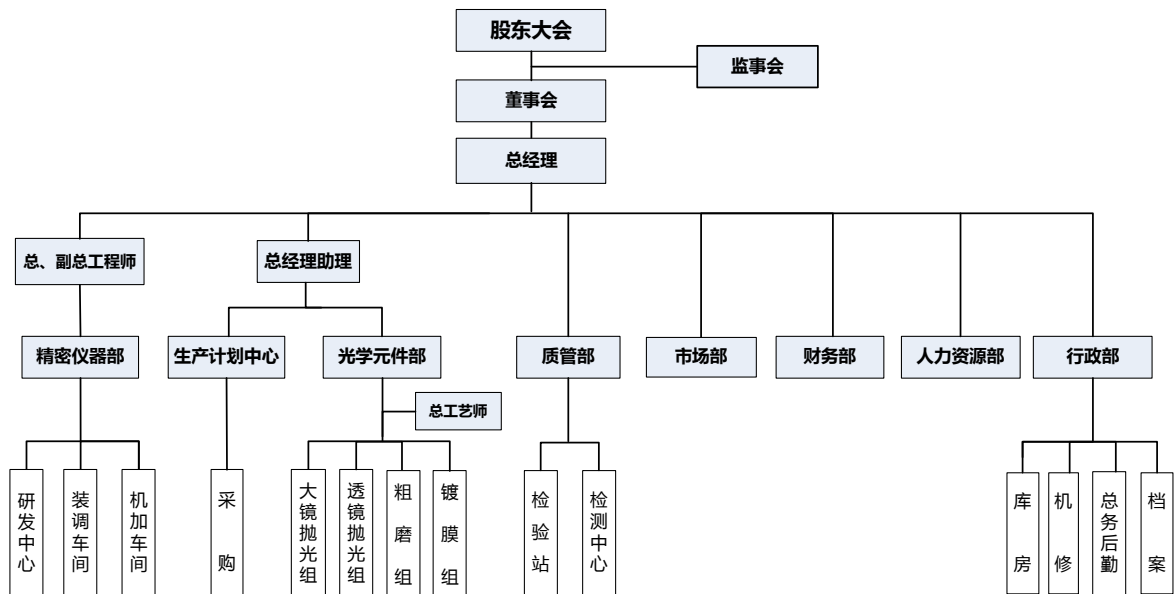 股东大会
监事会
董事会
总经理
总、副总工程师
总经理助理
精密仪器部
生产计划中心
光学元件部
质管部
市场部
财务部
人力资源部
行政部
总工艺师
研发中心
装调车间
机加车间
采购
大镜抛光组
透镜抛光组
粗磨组
镀膜组
检验站
检测中心
库房
机修
总务后勤
档案